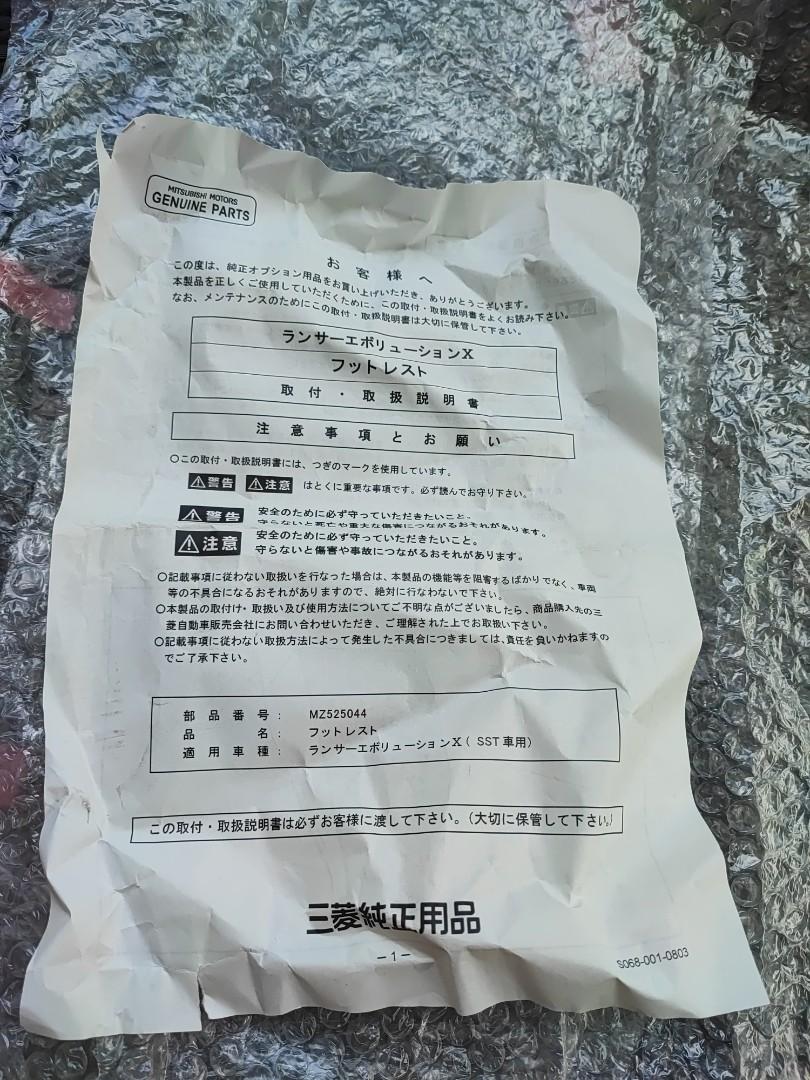 MITSUBISHI MOTORS
GENUINE PARTS
お客様へ
この度は、純正オプション用品をお買い上げいただき、ありがとうございます。
本製品を正しくご使用していただくために、この取付・取扱説明書をよくお読み下さい。
なお、メンテナンスのためにこの取付・取扱説明書は大切に保管して下さい。
ランサーエボリューションX
フットレスト
取付・取扱説明書
注意事項とお願い
○この取付・取扱説明書には、つぎのマークを使用しています。
⚠警告 ⚠注意 はとくに重要な事項です。必ず読んでお守り下さい。
⚠警告 安全のために必ず守っていただきたいこと。
守らないと死亡や重大な傷害につながるおそれがあります。
⚠注意 安全のために必ず守っていただきたいこと。
守らないと傷害や事故につながるおそれがあります。
○記載事項に従わない取扱いを行なった場合は、本製品の機能等を阻害するばかりでなく、車両
等の不具合になるおそれがありますので、絶対に行なわないで下さい。
○本製品の取付け・取扱い及び使用方法についてご不明な点がございましたら、商品購入先の三
菱自動車販売会社にお問い合わせいただき、ご理解された上でお取扱い下さい。
○記載事項に従わない取扱方法によって発生した不具合につきましては、責任を負いかねますの
でご了承下さい。
部品番号: MZ525044
品名: フットレスト
適用車種: ランサーエボリューションX( SST車用)
この取付・取扱説明書は必ずお客様に渡して下さい。(大切に保管して下さい。)
三菱純正用品
-1-
S068-001-0803